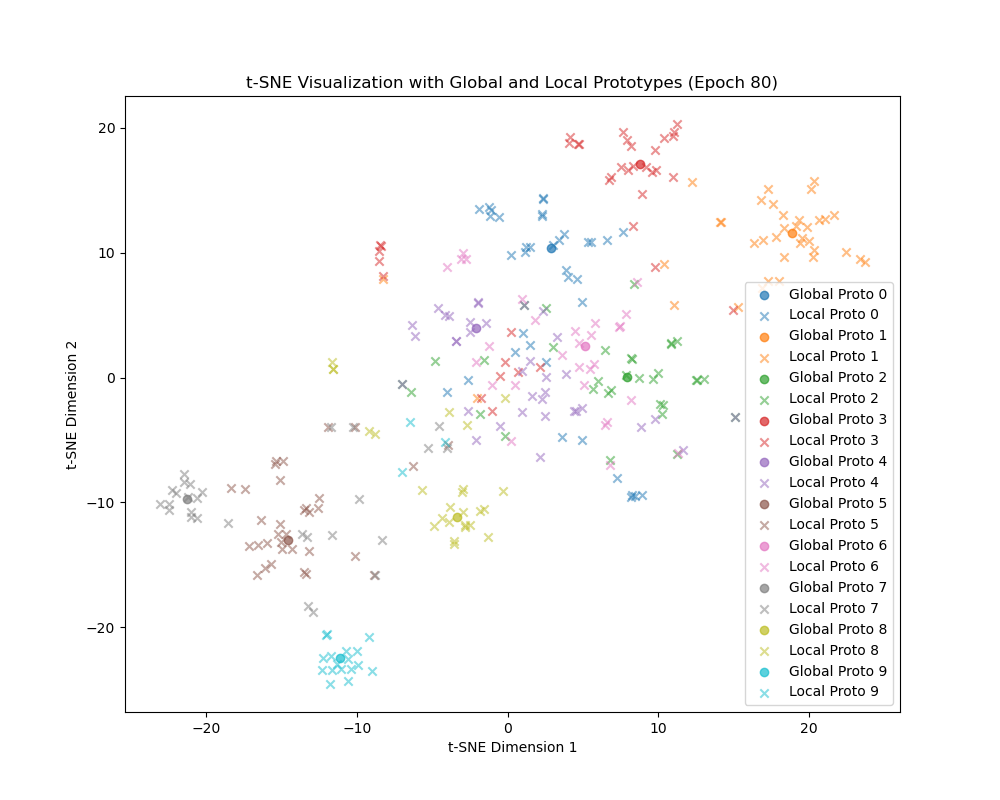 t-SNE Visualization with Global and Local Prototypes (Epoch 80)
20
10
0
−10
−20
t-SNE Dimension 2
−20
−10
0
10
20
t-SNE Dimension 1
Global Proto 0
Local Proto 0
Global Proto 1
Local Proto 1
Global Proto 2
Local Proto 2
Global Proto 3
Local Proto 3
Global Proto 4
Local Proto 4
Global Proto 5
Local Proto 5
Global Proto 6
Local Proto 6
Global Proto 7
Local Proto 7
Global Proto 8
Local Proto 8
Global Proto 9
Local Proto 9